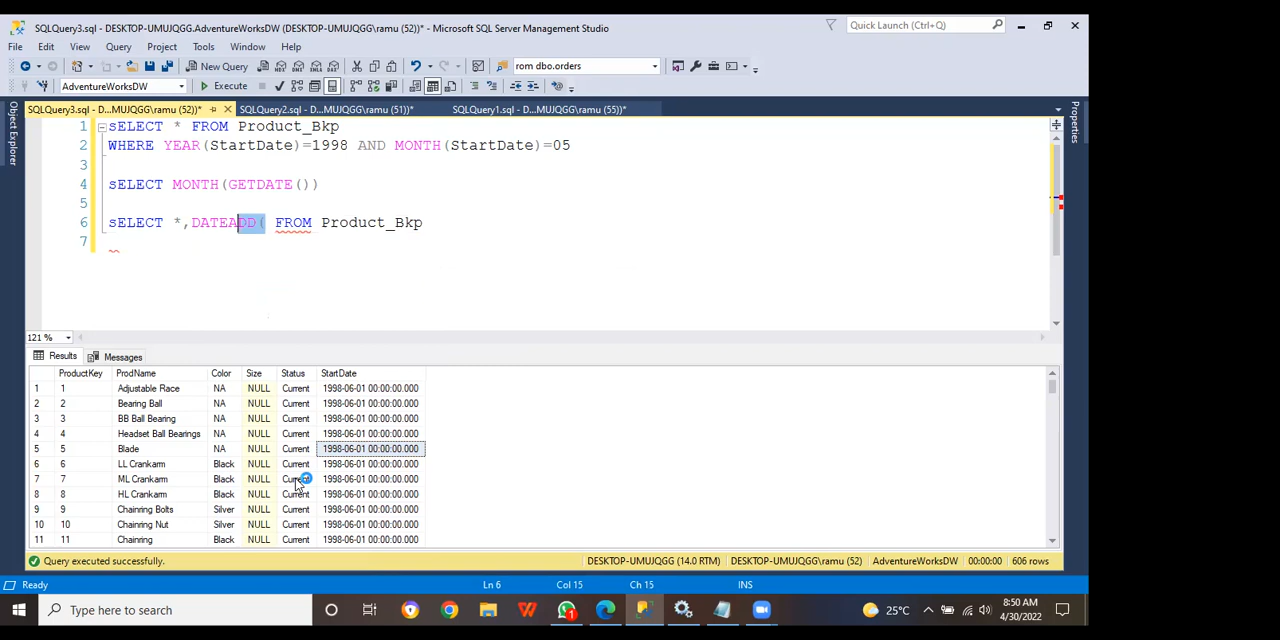 SQLQuery3.sql - DESKTOP-UMUJQGG.AdventureWorksDW (DESKTOP-UMUJQGG\ramu (52))* - Microsoft SQL Server Management Studio
Quick Launch (Ctrl+Q)
File Edit View Query Project Tools Window Help
New Query
rom dbo.orders
AdventureWorksDW
Execute
SQLQuery3.sql - D...MUJQGG\ramu (52))*
SQLQuery2.sql - D...MUJQGG\ramu (51))*
SQLQuery1.sql - D...MUJQGG\ramu (55))*
Object Explorer
Properties
1 sELECT * FROM Product_Bkp
2 WHERE YEAR(StartDate)=1998 AND MONTH(StartDate)=05
3
4 sELECT MONTH(GETDATE())
5
6 sELECT *,DATEADD( FROM Product_Bkp
7
121 %
Results Messages
ProductKey ProdName Color Size Status StartDate
1 1 Adjustable Race NA NULL Current 1998-06-01 00:00:00.000
2 2 Bearing Ball NA NULL Current 1998-06-01 00:00:00.000
3 3 BB Ball Bearing NA NULL Current 1998-06-01 00:00:00.000
4 4 Headset Ball Bearings NA NULL Current 1998-06-01 00:00:00.000
5 5 Blade NA NULL Current 1998-06-01 00:00:00.000
6 6 LL Crankarm Black NULL Current 1998-06-01 00:00:00.000
7 7 ML Crankarm Black NULL Current 1998-06-01 00:00:00.000
8 8 HL Crankarm Black NULL Current 1998-06-01 00:00:00.000
9 9 Chainring Bolts Silver NULL Current 1998-06-01 00:00:00.000
10 10 Chainring Nut Silver NULL Current 1998-06-01 00:00:00.000
11 11 Chainring Black NULL Current 1998-06-01 00:00:00.000
Query executed successfully.
DESKTOP-UMUJQGG (14.0 RTM) DESKTOP-UMUJQGG\ramu (52) AdventureWorksDW 00:00:00 606 rows
Ready Ln 6 Col 15 Ch 15 INS
Type here to search
1
25°C
8:50 AM
4/30/2022